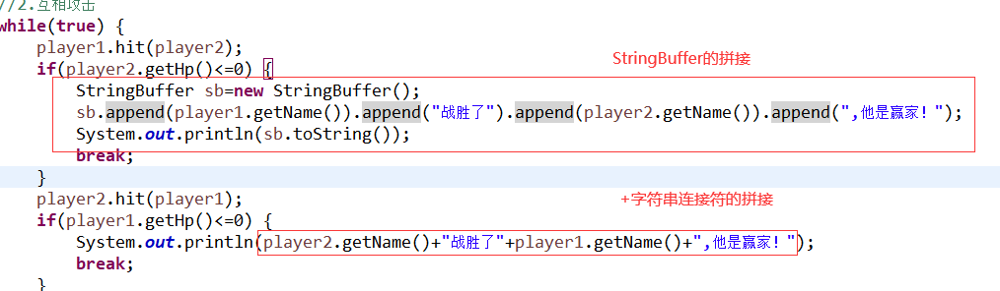 //2.互相攻击
while(true) {
player1.hit(player2);
if(player2.getHp()<=0) {
StringBuffer的拼接
StringBuffer sb=new StringBuffer();
sb.append(player1.getName()).append("战胜了").append(player2.getName()).append(",他是赢家！");
System.out.println(sb.toString());
break;
}
player2.hit(player1);
+字符串连接符的拼接
if(player1.getHp()<=0) {
System.out.println(player2.getName()+"战胜了"+player1.getName()+",他是赢家！");
break;
}